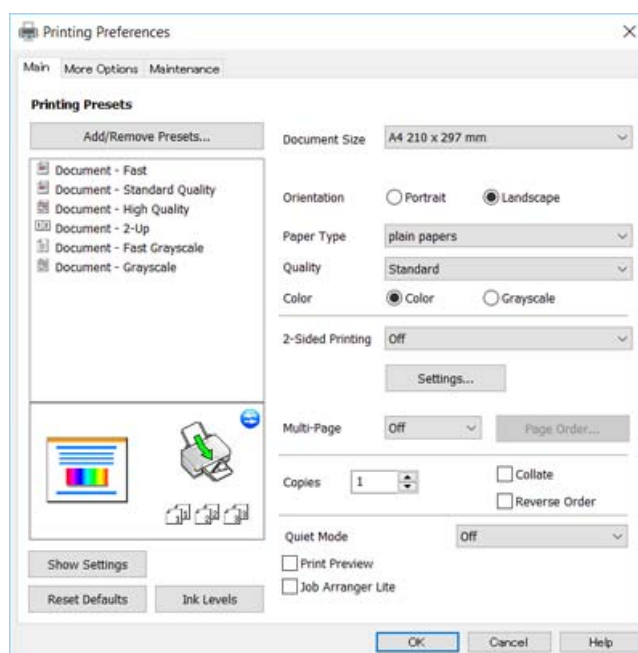 Printing Preferences
Main More Options Maintenance
Printing Presets
Add/Remove Presets...
Document - Fast
Document - Standard Quality
Document - High Quality
Document - 2-Up
Document - Fast Grayscale
Document - Grayscale
Show Settings
Reset Defaults Ink Levels
Document Size A4 210 x 297 mm
Orientation Portrait Landscape
Paper Type plain papers
Quality Standard
Color Color Grayscale
2-Sided Printing Off
Settings...
Multi-Page Off Page Order...
Copies 1 Collate
Reverse Order
Quiet Mode Off
Print Preview
Job Arranger Lite
OK Cancel Help